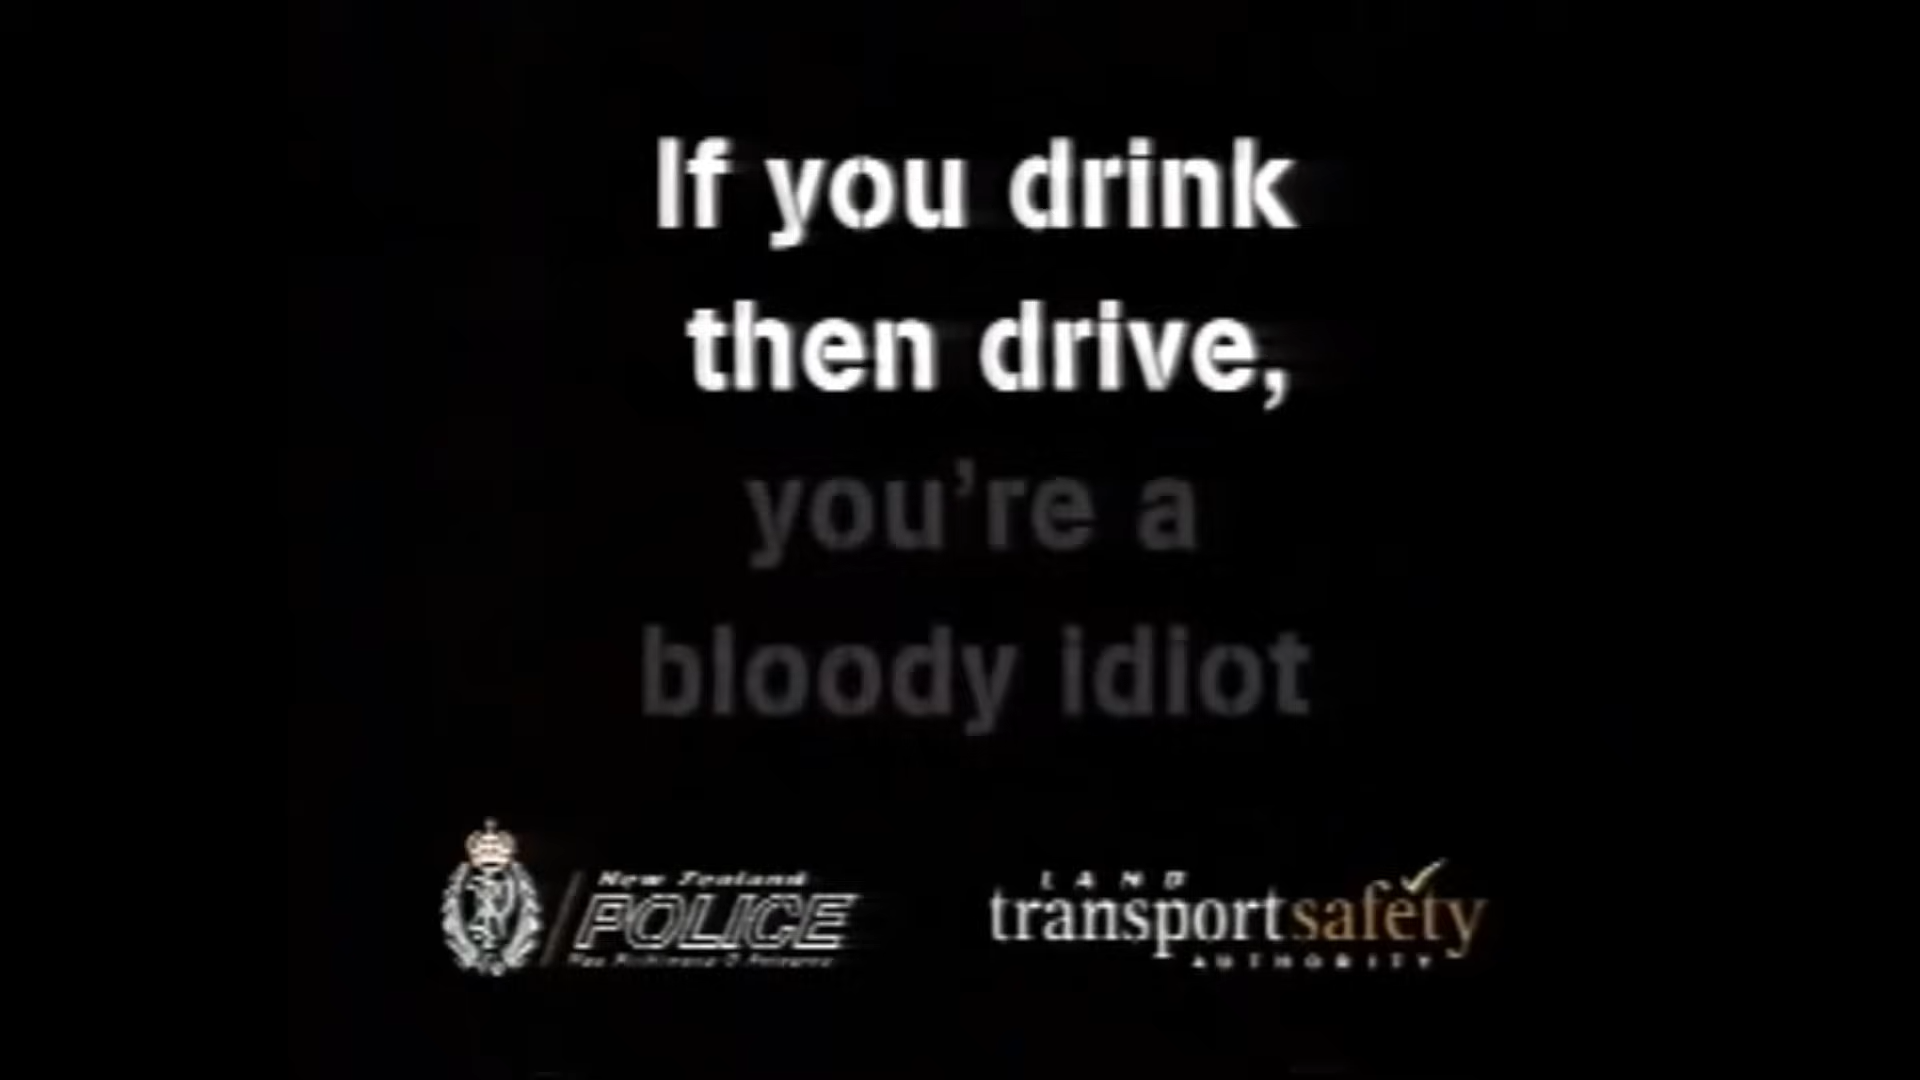 If you drink
then drive,
you're a
bloody idiot
New Zealand
POLICE
LAND
transportsafety
AUTHORITY